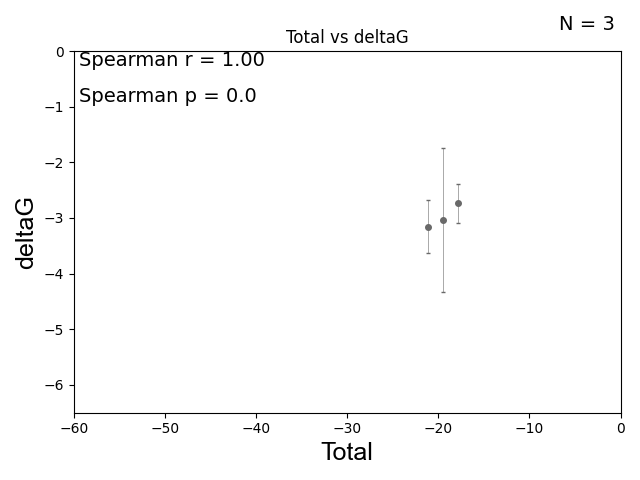 N = 3
Total vs deltaG
Spearman r = 1.00
Spearman p = 0.0
0
−1
−2
−3
−4
−5
−6
deltaG
−60 −50 −40 −30 −20 −10 0
Total